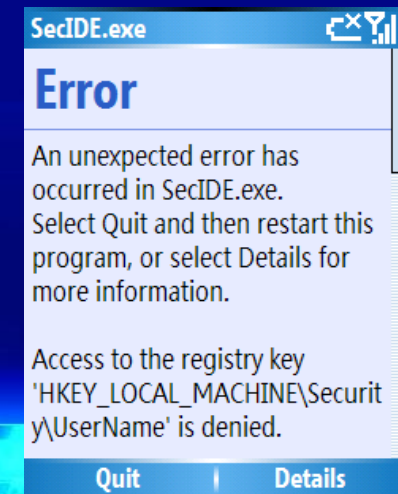 SecIDE.exe
Error
An unexpected error has
occurred in SecIDE.exe.
Select Quit and then restart this
program, or select Details for
more information.
Access to the registry key
'HKEY_LOCAL_MACHINE\Securit
y\UserName' is denied.
Quit
Details